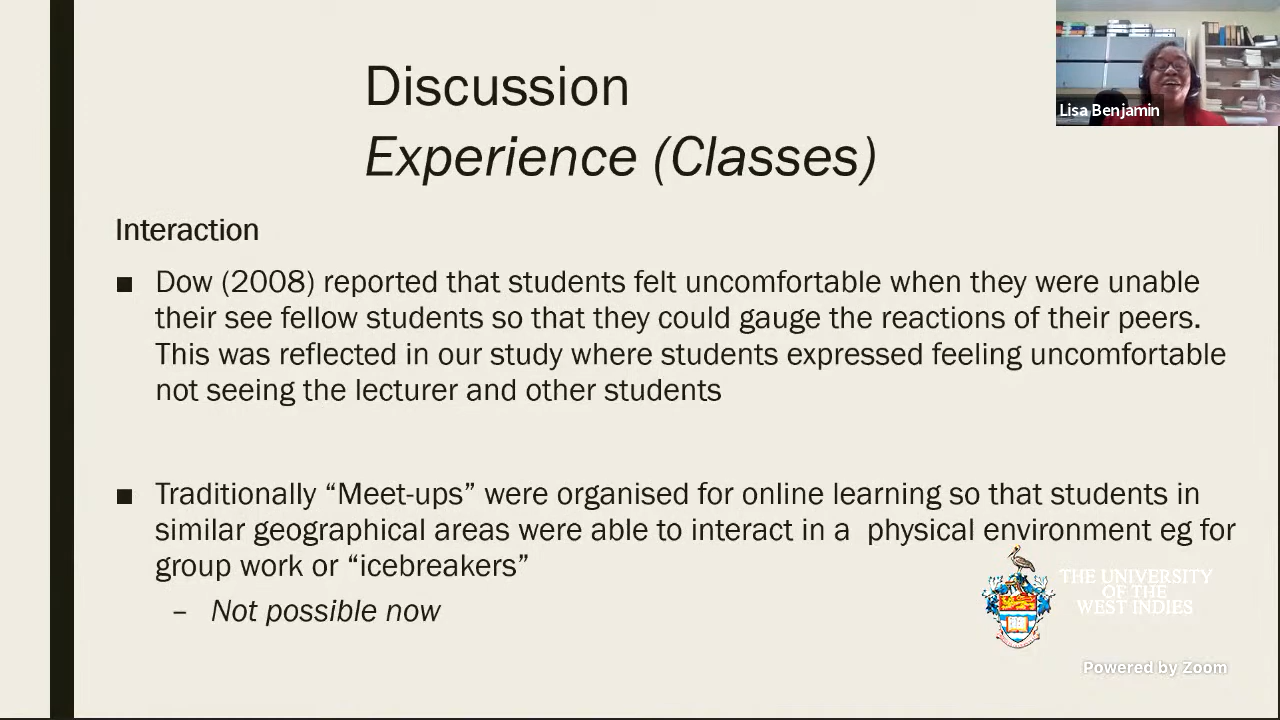 Discussion
Experience (Classes)
Lisa Benjamin
Interaction
■ Dow (2008) reported that students felt uncomfortable when they were unable
their see fellow students so that they could gauge the reactions of their peers.
This was reflected in our study where students expressed feeling uncomfortable
not seeing the lecturer and other students
■ Traditionally “Meet-ups” were organised for online learning so that students in
similar geographical areas were able to interact in a  physical environment eg for
group work or “icebreakers”
– Not possible now
THE UNIVERSITY
OF THE
WEST INDIES
Powered by Zoom